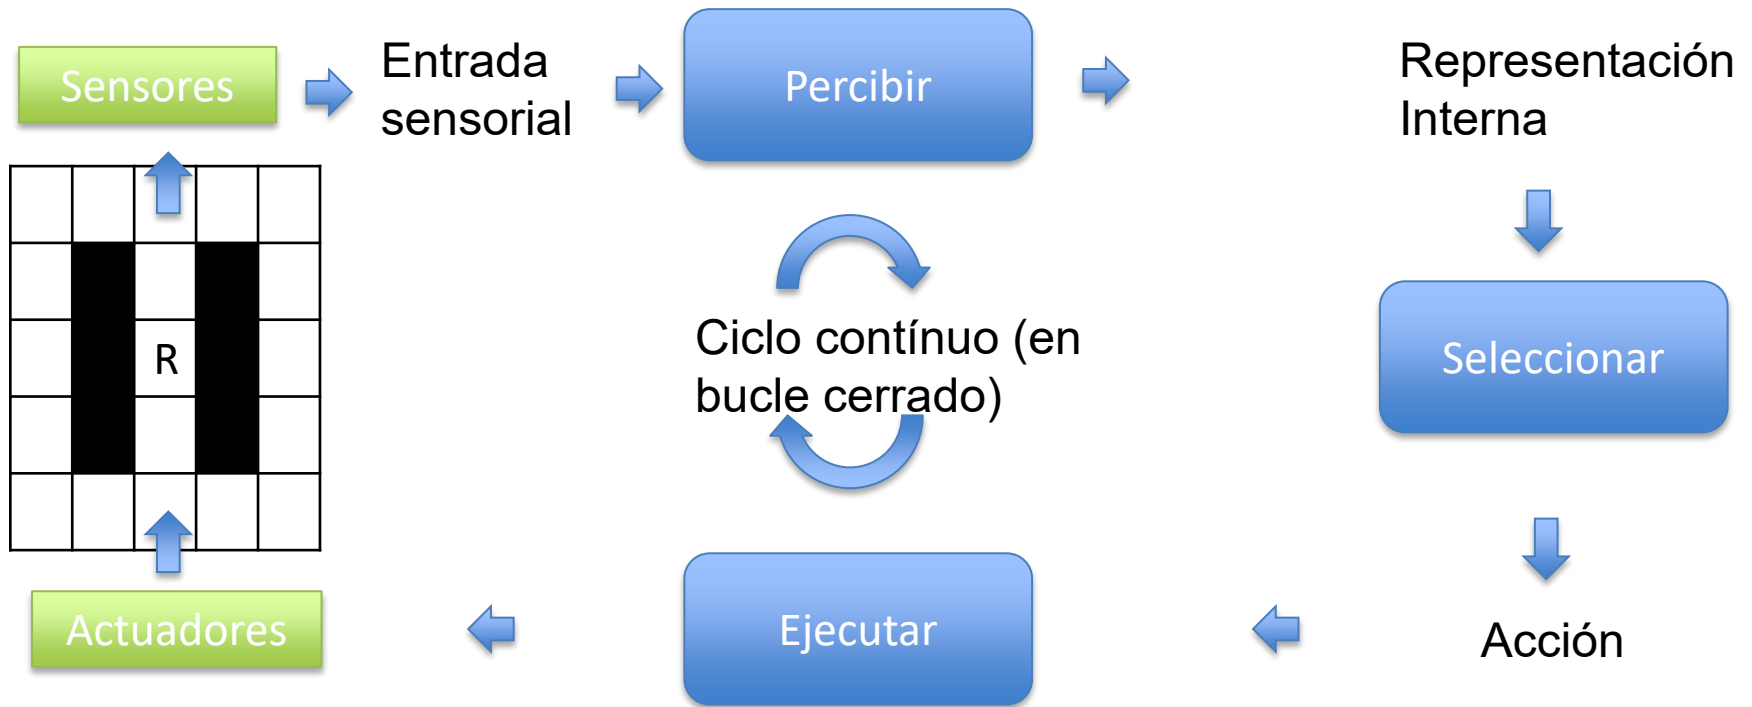 Sensores
Entrada
sensorial
Percibir
Representación
Interna
R
Ciclo contínuo (en
bucle cerrado)
Seleccionar
Actuadores
Ejecutar
Acción